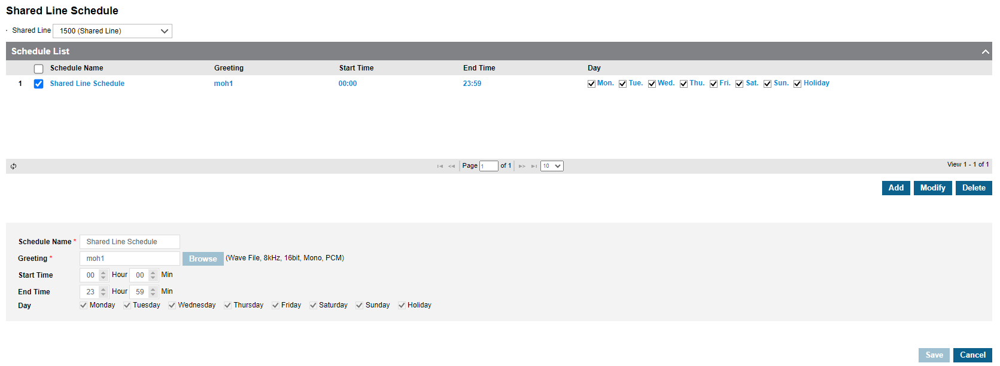 Shared Line Schedule
· Shared Line 1500 (Shared Line)
Schedule List
Schedule Name Greeting Start Time End Time Day
1 Shared Line Schedule moh1 00:00 23:59 Mon. Tue. Wed. Thu. Fri. Sat. Sun. Holiday
Page 1 of 1 10 View 1 - 1 of 1
Add Modify Delete
Schedule Name * Shared Line Schedule
Greeting * moh1 Browse (Wave File, 8kHz, 16bit, Mono, PCM)
Start Time 00 Hour 00 Min
End Time 23 Hour 59 Min
Day Monday Tuesday Wednesday Thursday Friday Saturday Sunday Holiday
Save Cancel